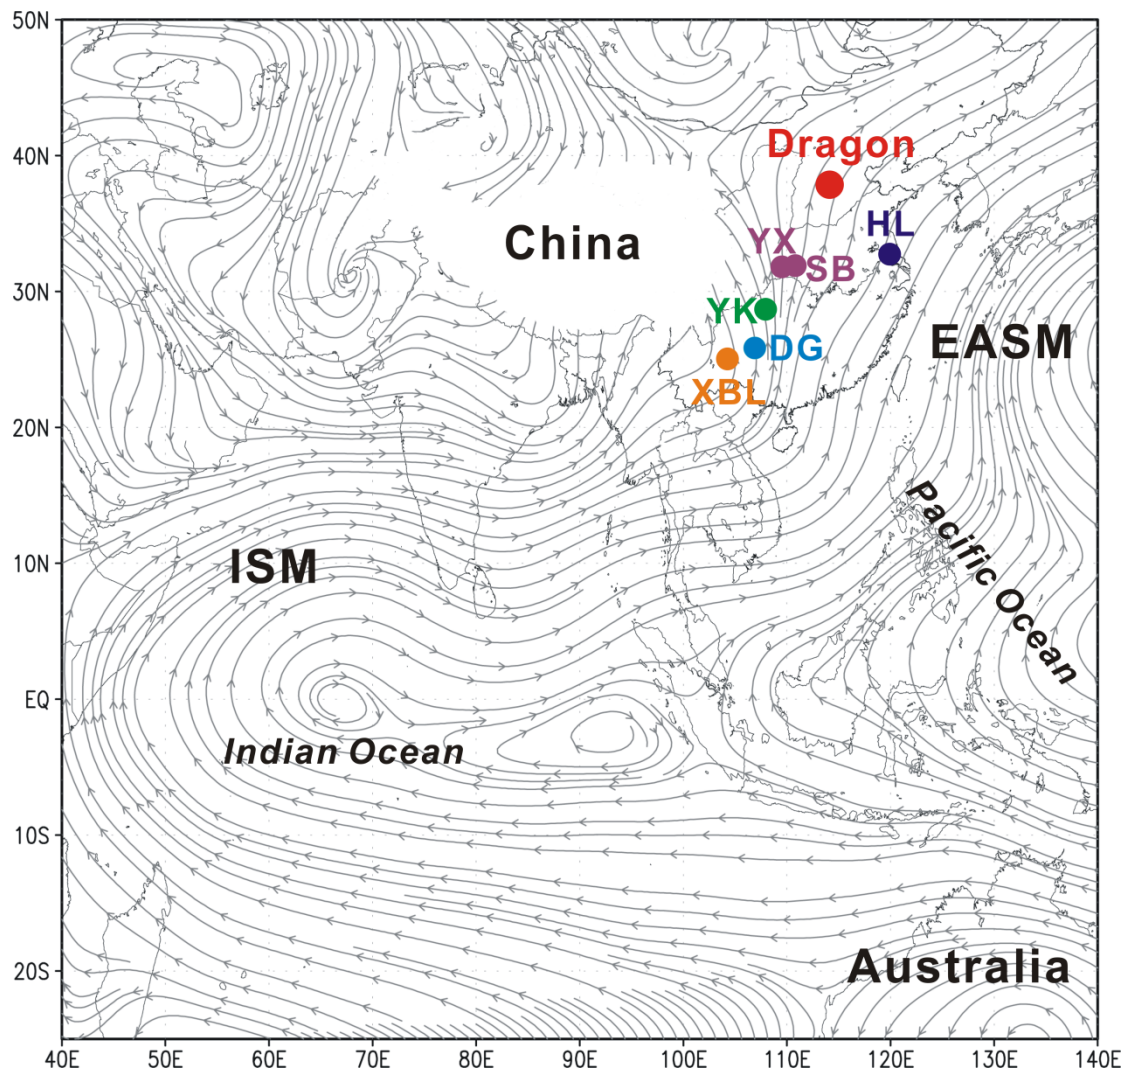 50N
40N
30N
20N
10N
EQ
10S
20S
Dragon
HL
YX
China
SB
YK
EASM
DG
XBL
Pacific Ocean
ISM
Indian Ocean
Australia
40E 50E 60E 70E 80E 90E 100E 110E 120E 130E 140E